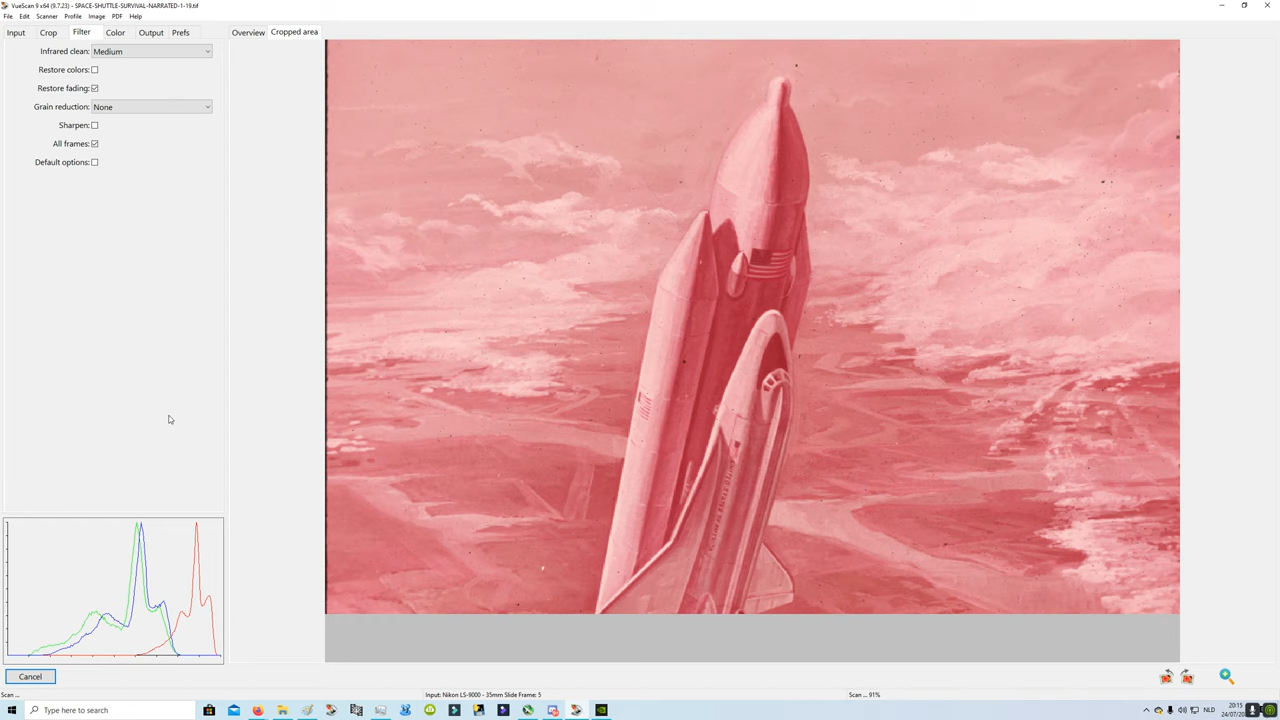 VueScan 9 x64 (9.7.23) - SPACE-SHUTTLE-SURVIVAL-NARRATED-1-19.tif
File Edit Scanner Profile Image PDF Help
Input Crop Filter Color Output Prefs Overview Cropped area
Infrared clean: Medium
Restore colors:
Restore fading:
Grain reduction: None
Sharpen:
All frames:
Default options:
Cancel
Scan ... Input: Nikon LS-9000 - 35mm Slide Frame: 5 Scan ... 91%
Type here to search
NLD
20:15